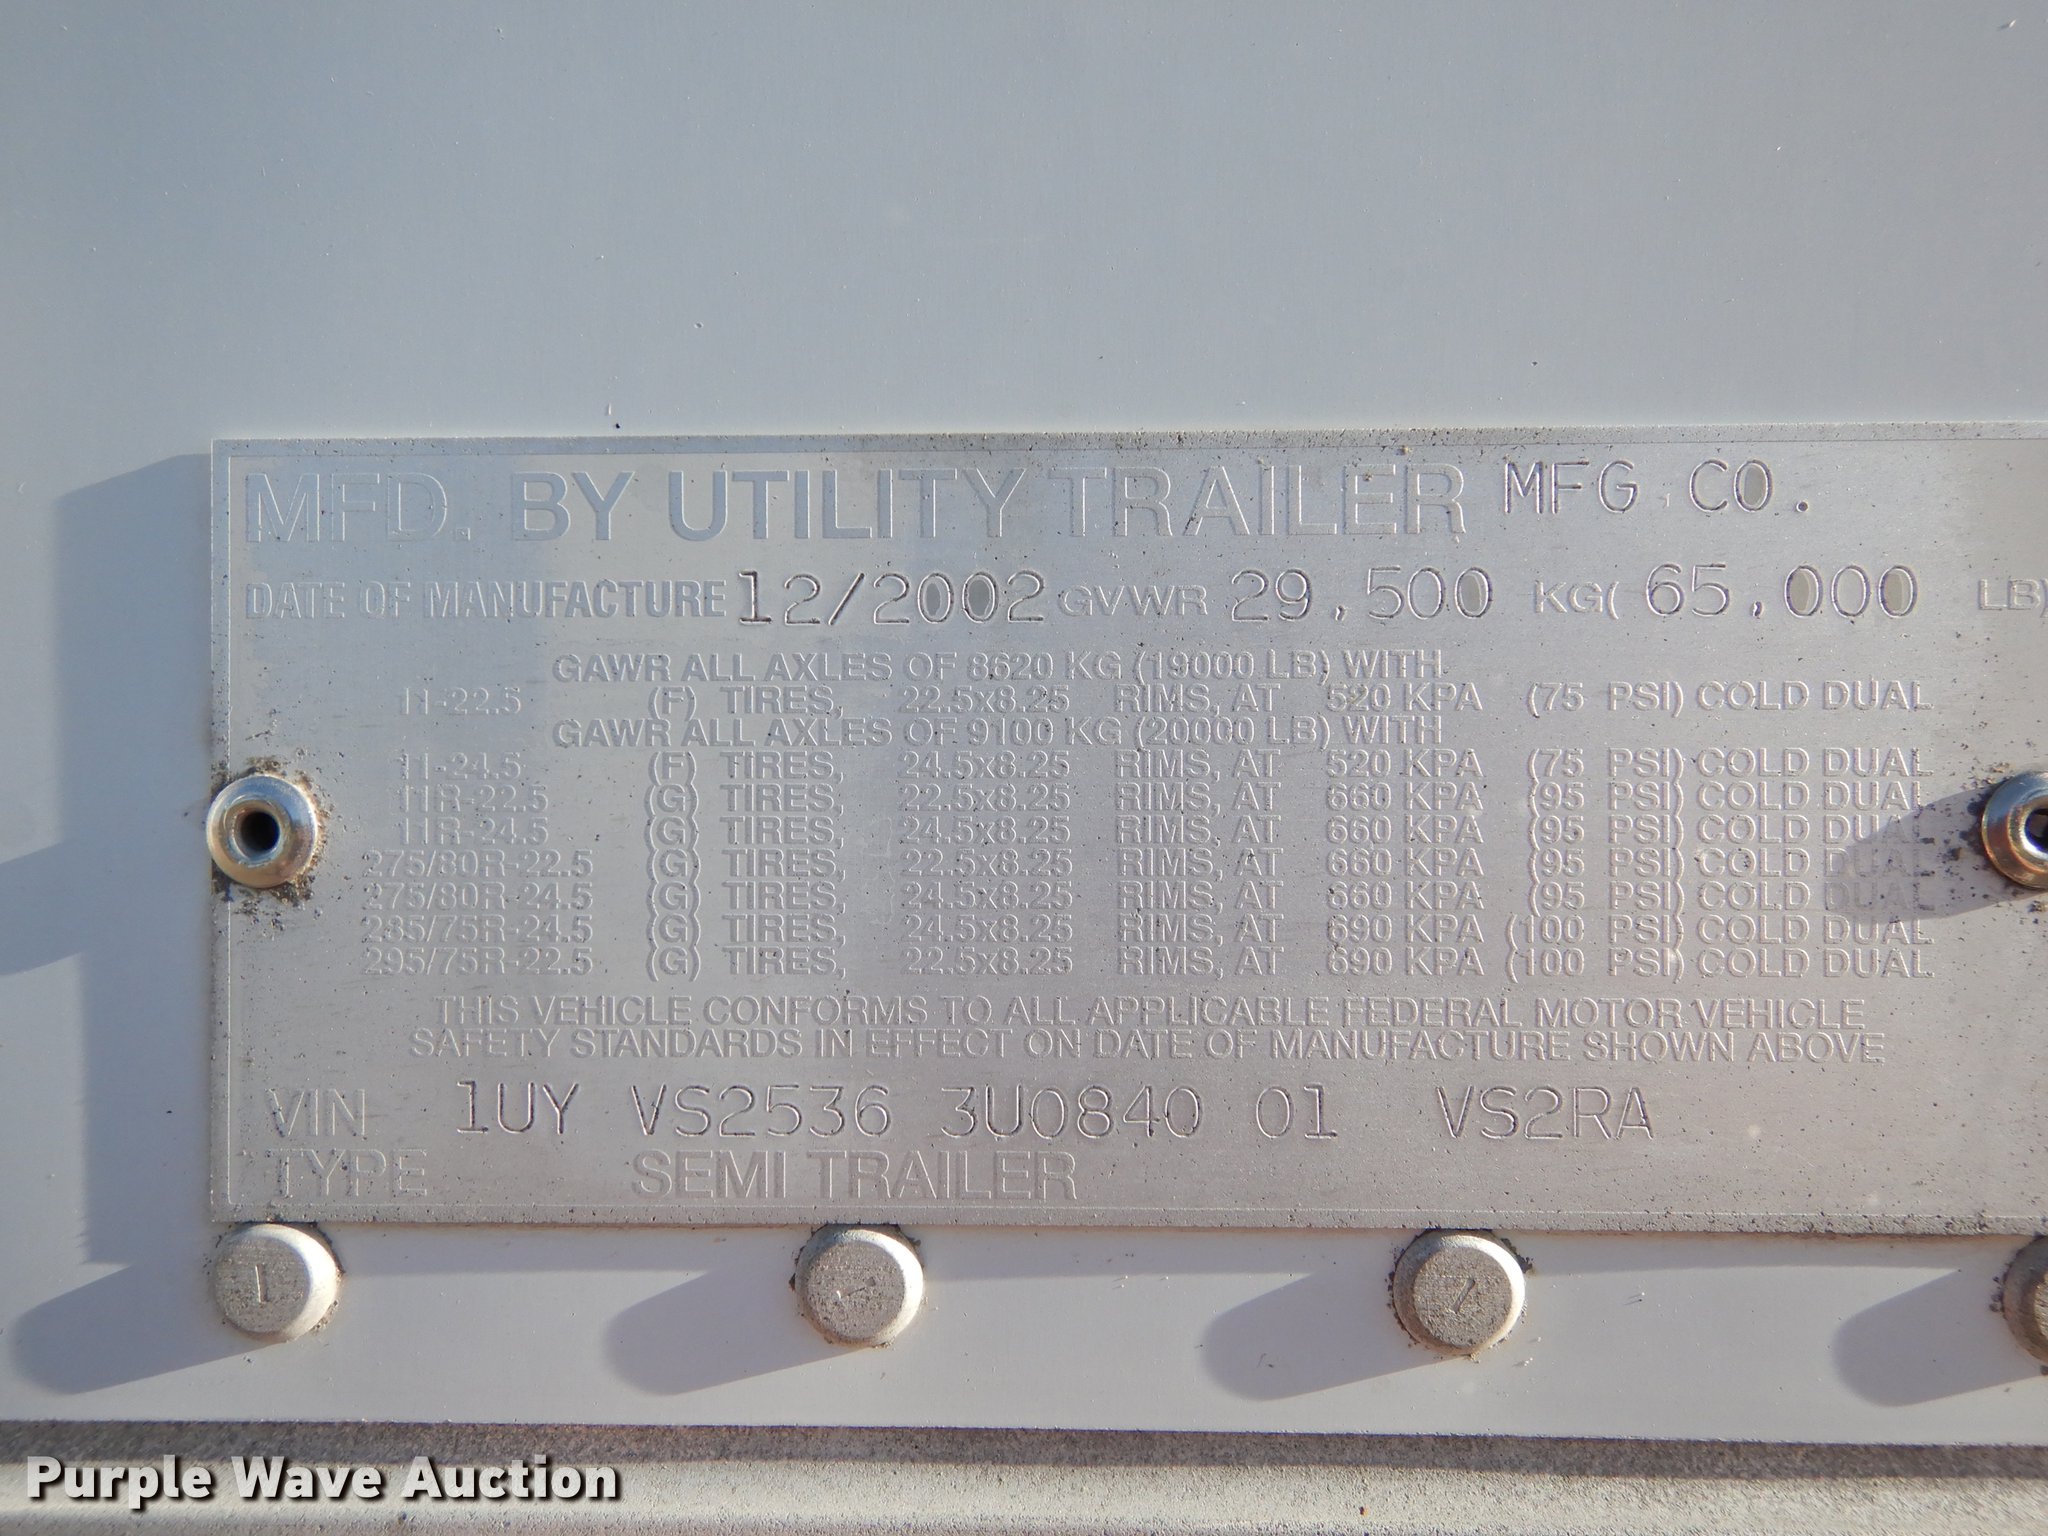 MFD. BY UTILITY TRAILER MFG CO.
DATE OF MANUFACTURE 12/2002 GVWR 29,500 KG( 65,000 LB)
GAWR ALL AXLES OF 8620 KG (19000 LB) WITH
11-22.5 (F) TIRES, 22.5x8.25 RIMS, AT 520 KPA (75 PSI) COLD DUAL
GAWR ALL AXLES OF 9100 KG (20000 LB) WITH
11-24.5 (F) TIRES, 24.5x8.25 RIMS, AT 520 KPA (75 PSI) COLD DUAL
11R-22.5 (G) TIRES, 22.5x8.25 RIMS, AT 660 KPA (95 PSI) COLD DUAL
11R-24.5 (G) TIRES, 24.5x8.25 RIMS, AT 660 KPA (95 PSI) COLD DUAL
275/80R-22.5 (G) TIRES, 22.5x8.25 RIMS, AT 660 KPA (95 PSI) COLD DUAL
275/80R-24.5 (G) TIRES, 24.5x8.25 RIMS, AT 660 KPA (95 PSI) COLD DUAL
285/75R-24.5 (G) TIRES, 24.5x8.25 RIMS, AT 690 KPA (100 PSI) COLD DUAL
295/75R-22.5 (G) TIRES, 22.5x8.25 RIMS, AT 690 KPA (100 PSI) COLD DUAL
THIS VEHICLE CONFORMS TO ALL APPLICABLE FEDERAL MOTOR VEHICLE
SAFETY STANDARDS IN EFFECT ON DATE OF MANUFACTURE SHOWN ABOVE
VIN 1UY VS2536 3U0840 01 VS2RA
TYPE SEMI TRAILER
Purple Wave Auction